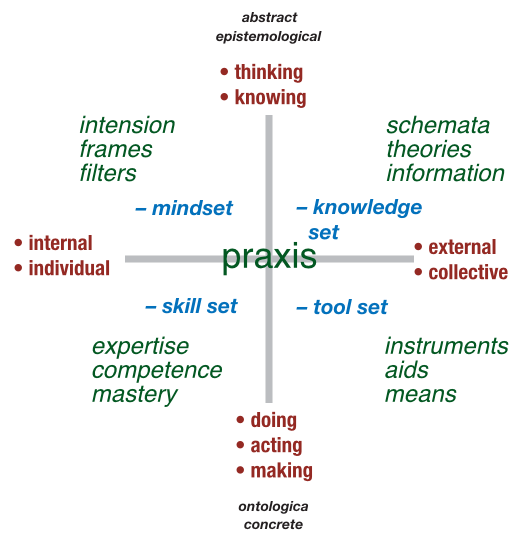 abstract
epistemological
• thinking
• knowing
intension
frames
filters
schemata
theories
information
– mindset
– knowledge
set
• internal
• individual
praxis
• external
• collective
– skill set
– tool set
expertise
competence
mastery
instruments
aids
means
• doing
• acting
• making
ontologica
concrete